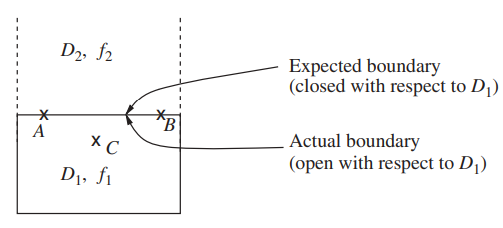 D₂, f₂
Expected boundary
(closed with respect to D₁)
A
B
C
Actual boundary
(open with respect to D₁)
D₁, f₁